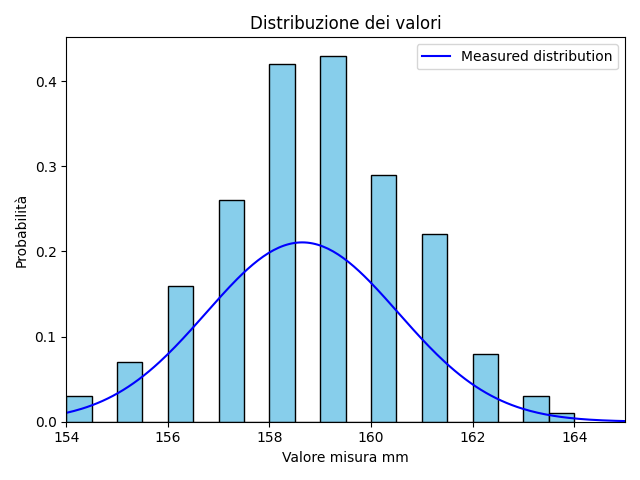 Distribuzione dei valori
Measured distribution
Probabilità
0.4
0.3
0.2
0.1
0.0
154 156 158 160 162 164
Valore misura mm